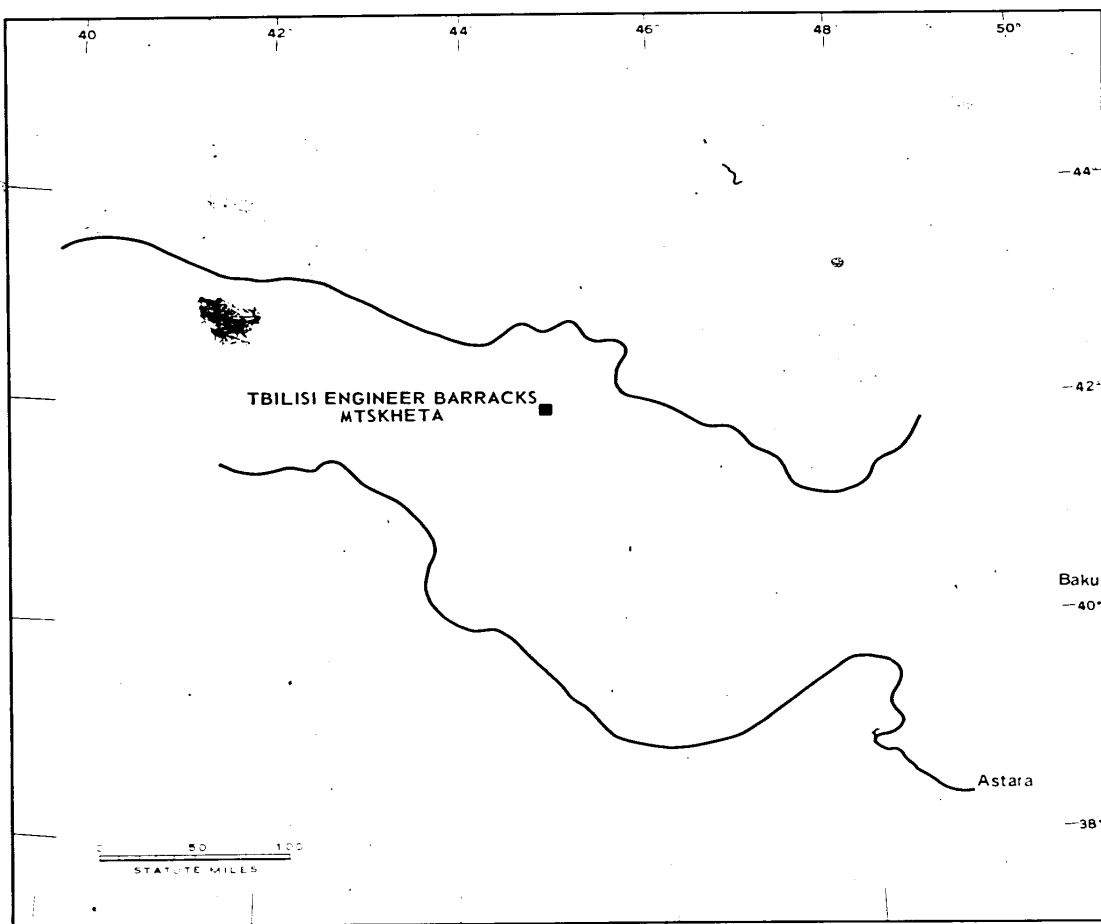 40 42° 44 46° 48° 50°
44°
42°
TBILISI ENGINEER BARRACKS
MTSKHETA
Baku
40°
Astara
38°
0 50 100
STATUTE MILES